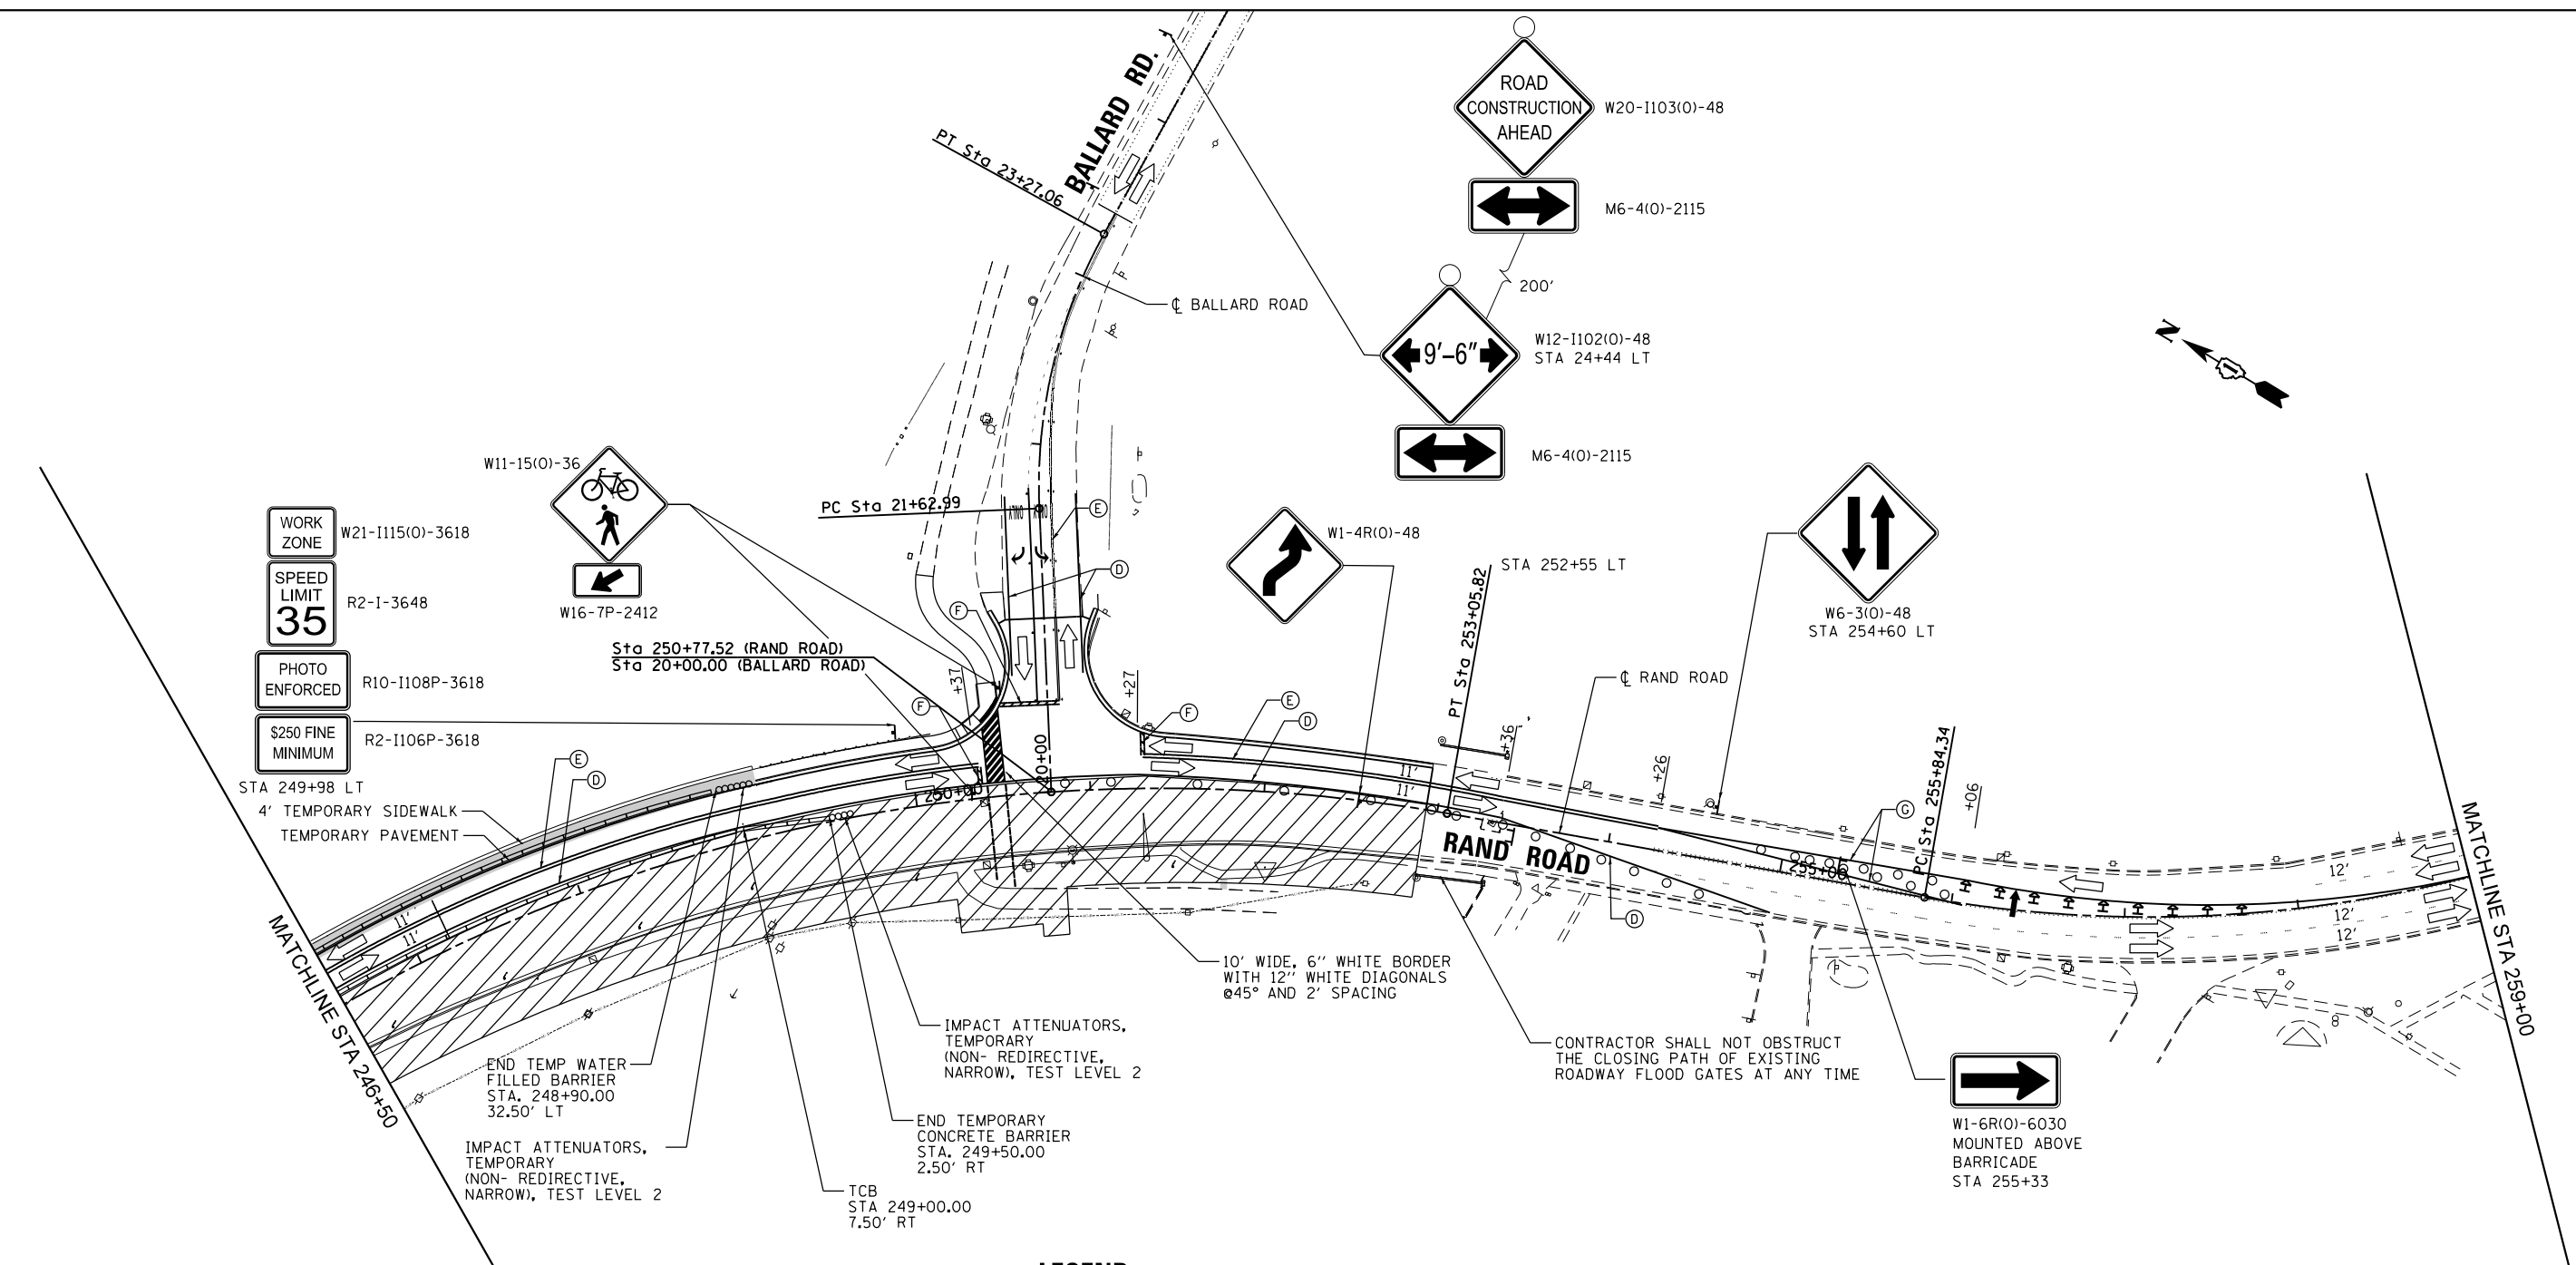 BALLARD RD.
PT Sta 23+27.06
ROAD
CONSTRUCTION
AHEAD
W20-I103(O)-48
M6-4(O)-2115
200'
℄ BALLARD ROAD
9'-6"
W12-I102(O)-48
STA 24+44 LT
M6-4(O)-2115
N
W11-15(O)-36
W16-7P-2412
PC Sta 21+62.99
ONLY
ONLY
E
D
F
WORK
ZONE
W21-I115(O)-3618
SPEED
LIMIT
35
R2-I-3648
PHOTO
ENFORCED
R10-I108P-3618
$250 FINE
MINIMUM
R2-I106P-3618
STA 249+98 LT
4' TEMPORARY SIDEWALK
TEMPORARY PAVEMENT
Sta 250+77.52 (RAND ROAD)
Sta 20+00.00 (BALLARD ROAD)
+37
+27
F
F
E
D
E
D
W1-4R(O)-48
STA 252+55 LT
PT Sta 253+05.82
W6-3(O)-48
STA 254+60 LT
℄ RAND ROAD
+36
+26
+06
PC Sta 255+84.34
G
D
20+00
250+00
255+00
11'
11'
11'
11'
12'
12'
12'
RAND ROAD
MATCHLINE STA 246+50
MATCHLINE STA 259+00
10' WIDE, 6" WHITE BORDER
WITH 12" WHITE DIAGONALS
@45° AND 2' SPACING
IMPACT ATTENUATORS,
TEMPORARY
(NON- REDIRECTIVE,
NARROW), TEST LEVEL 2
CONTRACTOR SHALL NOT OBSTRUCT
THE CLOSING PATH OF EXISTING
ROADWAY FLOOD GATES AT ANY TIME
END TEMP WATER
FILLED BARRIER
STA. 248+90.00
32.50' LT
END TEMPORARY
CONCRETE BARRIER
STA. 249+50.00
2.50' RT
IMPACT ATTENUATORS,
TEMPORARY
(NON- REDIRECTIVE,
NARROW), TEST LEVEL 2
TCB
STA 249+00.00
7.50' RT
W1-6R(O)-6030
MOUNTED ABOVE
BARRICADE
STA 255+33
LEGEND